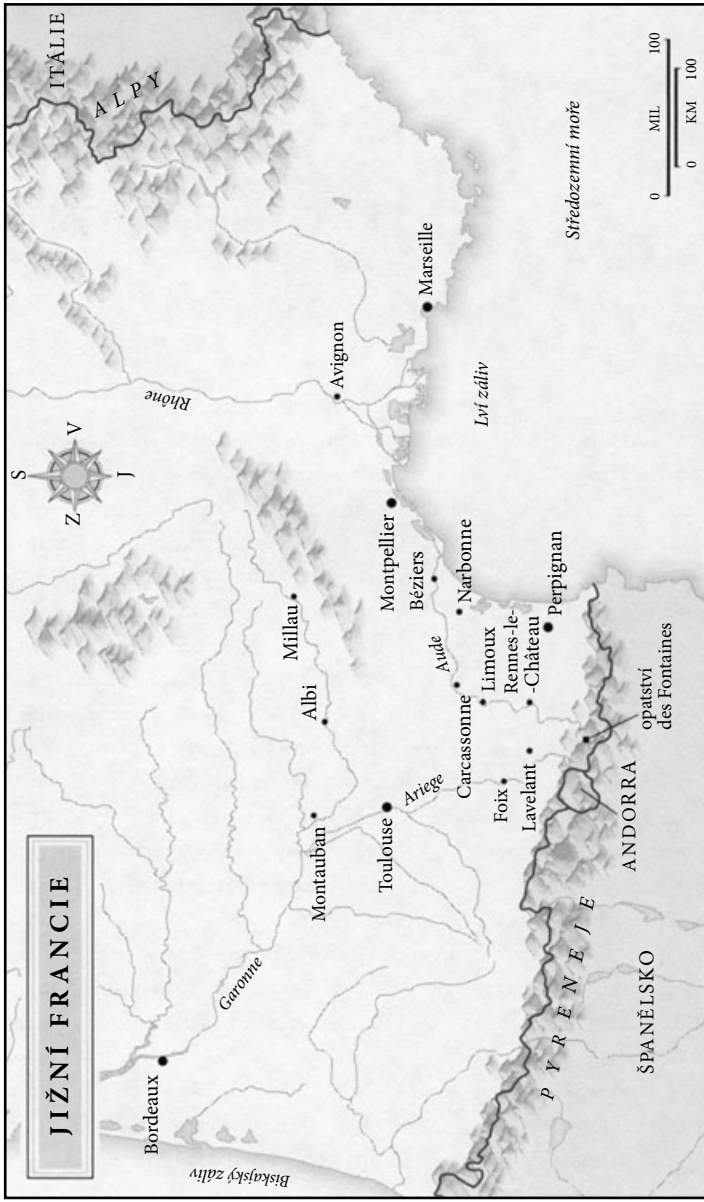 JIŽNÍ FRANCIE
ITÁLIE
ALPY
S
Z
V
J
Rhône
Avignon
Marseille
Středozemní moře
Lví záliv
0
MIL
100
0
KM
100
Bordeaux
Biskajský záliv
Garonne
Montauban
Albi
Millau
Toulouse
Ariege
Montpellier
Béziers
Narbonne
Aude
Carcassonne
Limoux
Rennes-le-
-Château
Perpignan
Foix
Lavelant
opatství
des Fontaines
ANDORRA
PYRENEJE
ŠPANĚLSKO